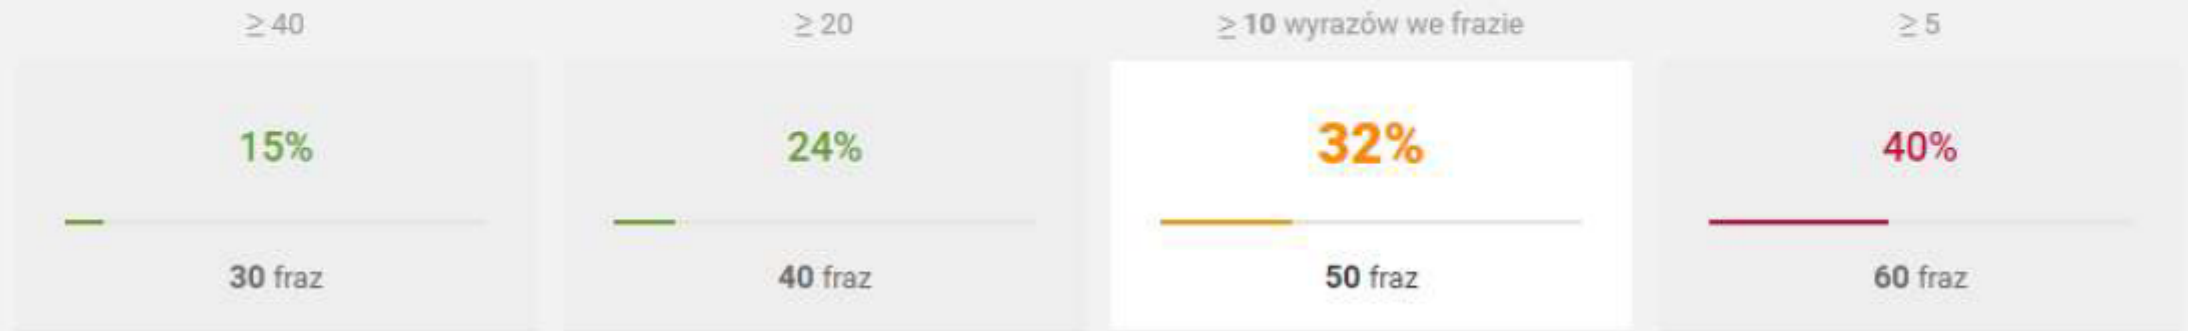 ≥ 40 ≥ 20 ≥ 10 wyrazów we frazie ≥ 5
15% 24% 32% 40%
30 fraz 40 fraz 50 fraz 60 fraz